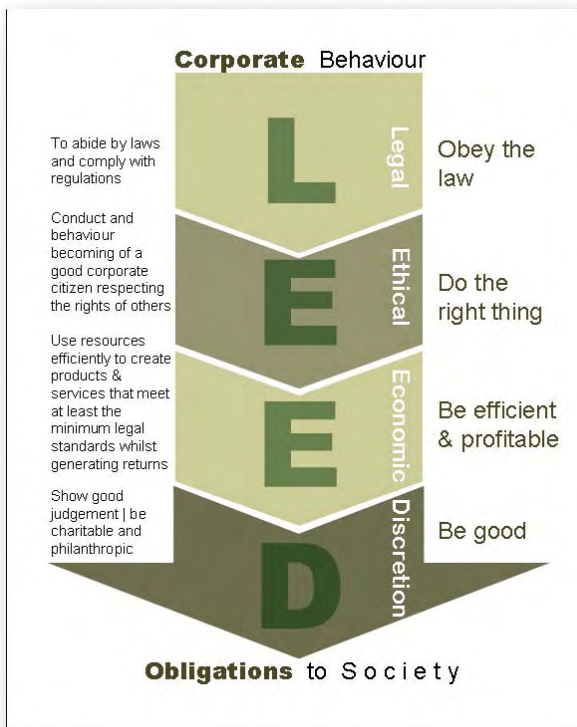 Corporate Behaviour
To abide by laws
and comply with
regulations
L
Legal
Obey the
law
Conduct and
behaviour
becoming of a
good corporate
citizen respecting
the rights of others
E
Ethical
Do the
right thing
Use resources
efficiently to create
products &
services that meet
at least the
minimum legal
standards whilst
generating returns
E
Economic
Be efficient
& profitable
Show good
judgement | be
charitable and
philanthropic
D
Discretion
Be good
Obligations to Society